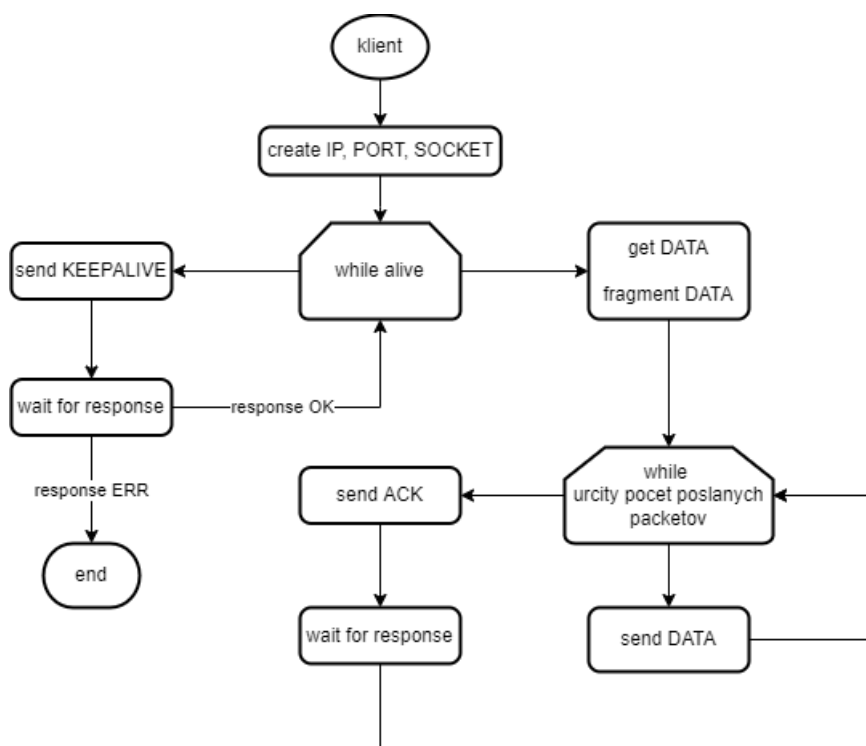 klient
create IP, PORT, SOCKET
send KEEPALIVE
while alive
get DATA
fragment DATA
wait for response
response OK
response ERR
end
while
urcity pocet poslanych
packetov
send ACK
wait for response
send DATA